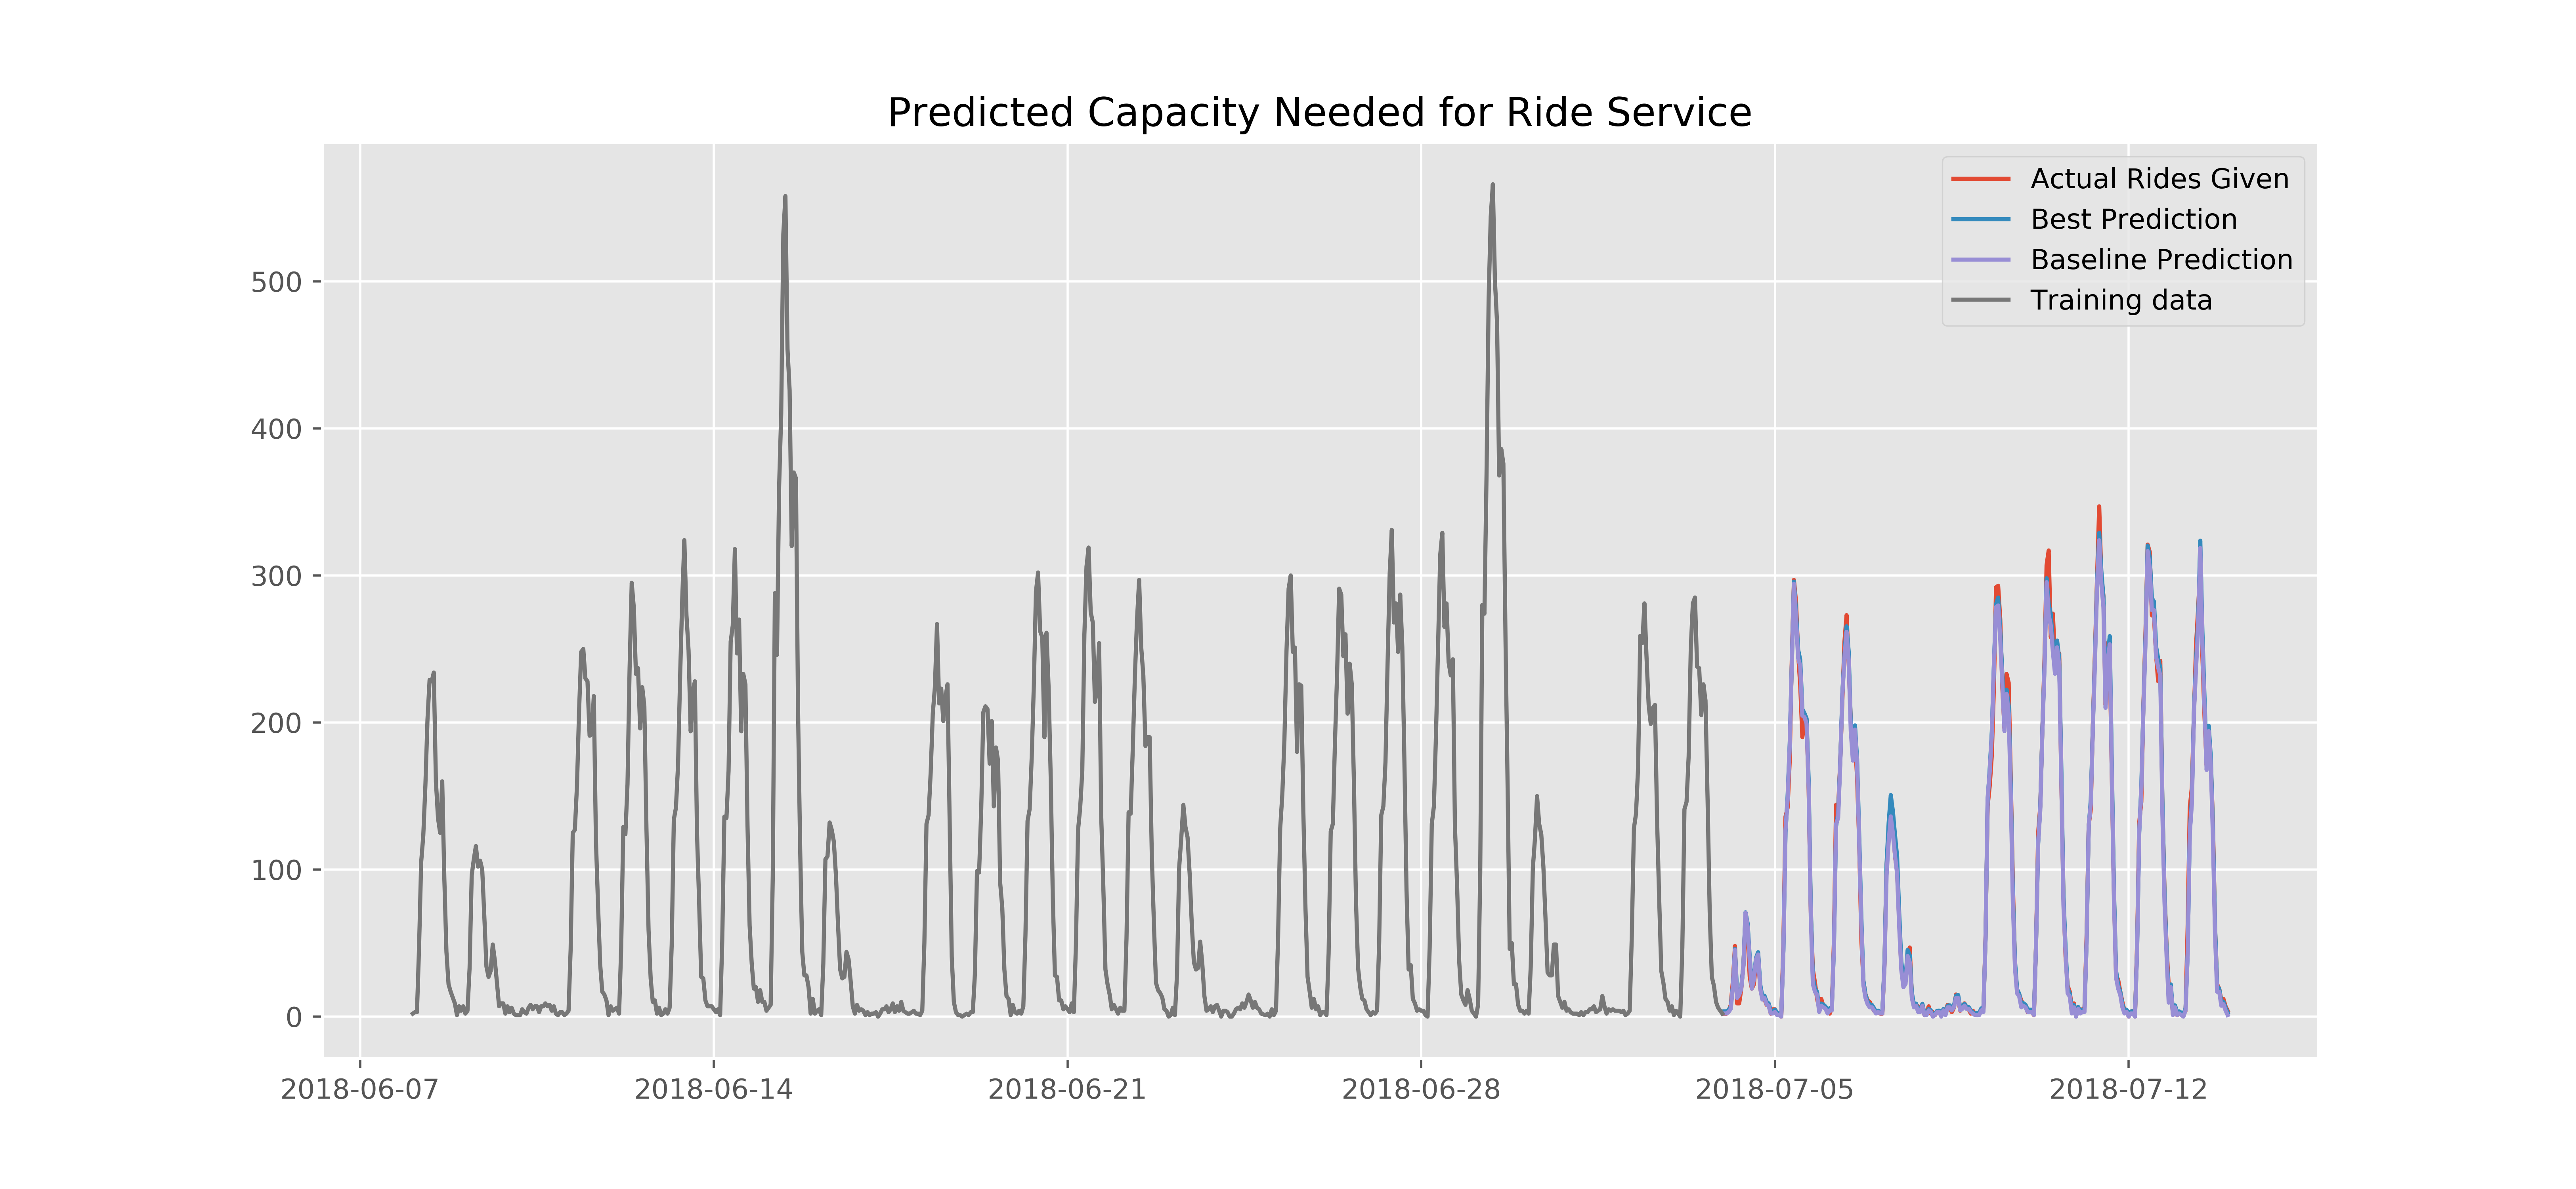 Predicted Capacity Needed for Ride Service
Actual Rides Given
Best Prediction
Baseline Prediction
Training data
500
400
300
200
100
0
2018-06-07
2018-06-14
2018-06-21
2018-06-28
2018-07-05
2018-07-12